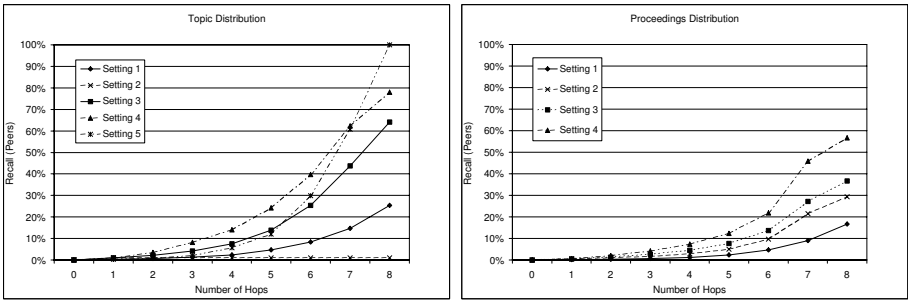 Topic Distribution
100%
90%
80%
70%
60%
50%
40%
30%
20%
10%
0%
Recall (Peers)
Setting 1
Setting 2
Setting 3
Setting 4
Setting 5
0 1 2 3 4 5 6 7 8
Number of Hops
Proceedings Distribution
100%
90%
80%
70%
60%
50%
40%
30%
20%
10%
0%
Recall (Peers)
Setting 1
Setting 2
Setting 3
Setting 4
0 1 2 3 4 5 6 7 8
Number of Hops